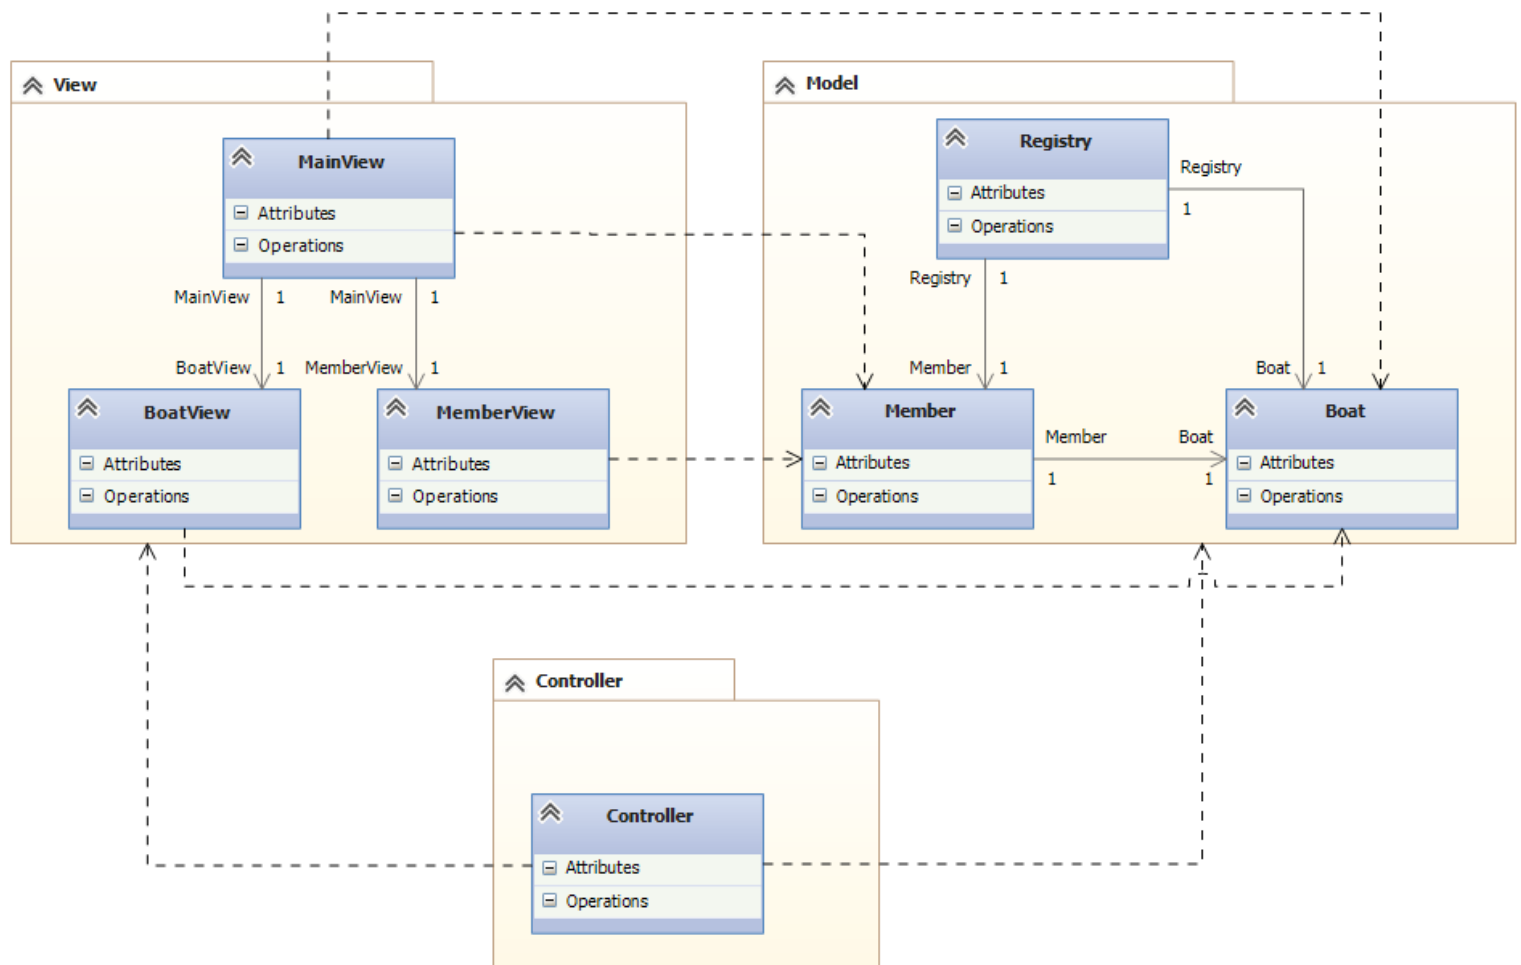 View
Model
MainView
Attributes
Operations
Registry
Attributes
Operations
Registry
1
MainView 1
MainView 1
Registry 1
BoatView 1
MemberView 1
Member 1
Boat 1
BoatView
Attributes
Operations
MemberView
Attributes
Operations
Member
Attributes
Operations
Member Boat
1 1
Boat
Attributes
Operations
Controller
Controller
Attributes
Operations